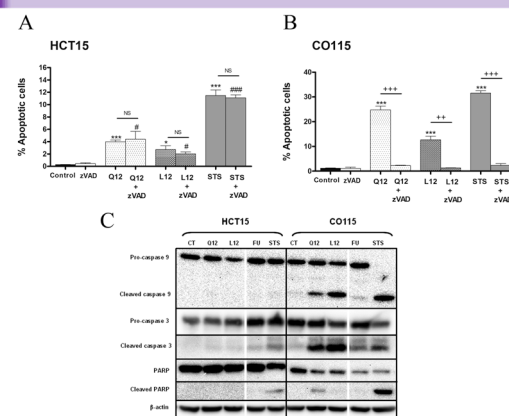 A
HCT15
% Apoptotic cells
16
14
12
10
8
6
4
2
0
***
NS
#
*
NS
#
***
NS
###
Control
zVAD
Q12
Q12 + zVAD
L12
L12 + zVAD
STS
STS + zVAD
B
CO115
% Apoptotic cells
40
30
20
10
0
***
+++
***
++
***
+++
Control
zVAD
Q12
Q12 + zVAD
L12
L12 + zVAD
STS
STS + zVAD
C
HCT15
CO115
CT Q12 L12 FU STS CT Q12 L12 FU STS
Pro-caspase 9
Cleaved caspase 9
Pro-caspase 3
Cleaved caspase 3
PARP
Cleaved PARP
β-actin